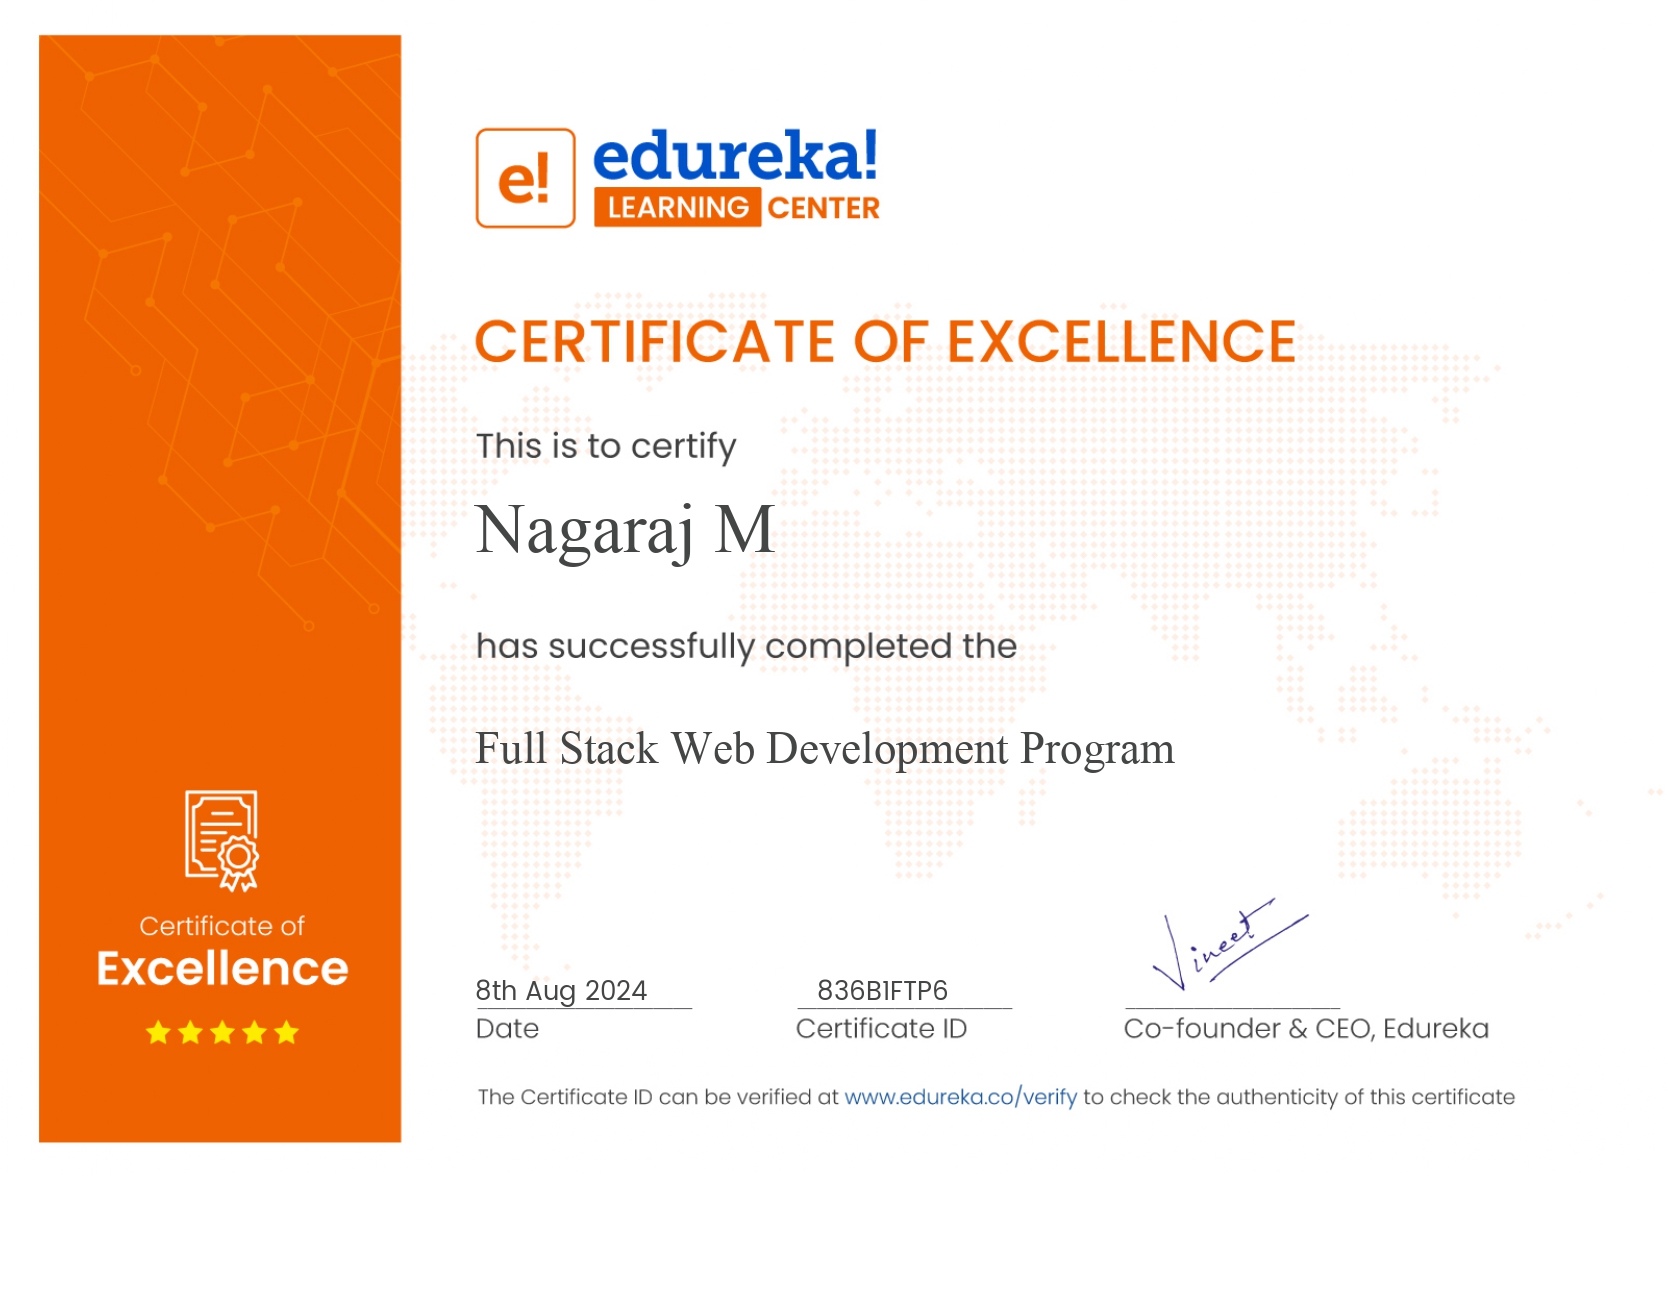 e! edureka!
LEARNING CENTER
CERTIFICATE OF EXCELLENCE
This is to certify
Nagaraj M
has successfully completed the
Full Stack Web Development Program
Certificate of
Excellence
8th Aug 2024
Date
836B1FTP6
Certificate ID
Vineet
Co-founder & CEO, Edureka
The Certificate ID can be verified at www.edureka.co/verify to check the authenticity of this certificate